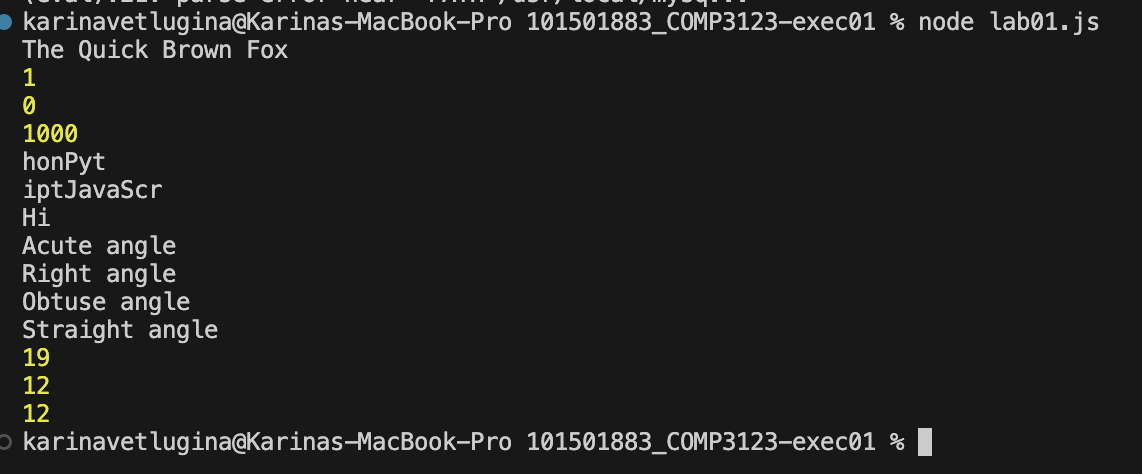 karinavetlugina@Karinas-MacBook-Pro 101501883_COMP3123-exec01 % node lab01.js
The Quick Brown Fox
1
0
1000
honPyt
iptJavaScr
Hi
Acute angle
Right angle
Obtuse angle
Straight angle
19
12
12
karinavetlugina@Karinas-MacBook-Pro 101501883_COMP3123-exec01 %